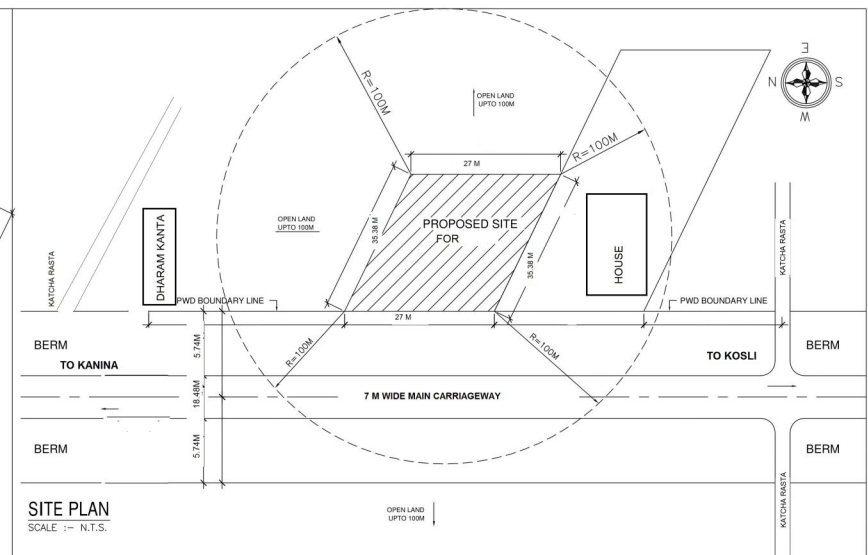 E
N
S
W
R=100M
OPEN LAND
UPTO 100M
R=100M
27 M
OPEN LAND
UPTO 100M
35.38 M
PROPOSED SITE
FOR
35.38 M
HOUSE
DHARAM KANTA
KATCHA RASTA
KATCHA RASTA
PWD BOUNDARY LINE
PWD BOUNDARY LINE
27 M
BERM
5.74M
R=100M
R=100M
TO KOSLI
BERM
TO KANINA
18.48M
7 M WIDE MAIN CARRIAGEWAY
BERM
5.74M
BERM
KATCHA RASTA
SITE PLAN
SCALE :- N.T.S.
OPEN LAND
UPTO 100M